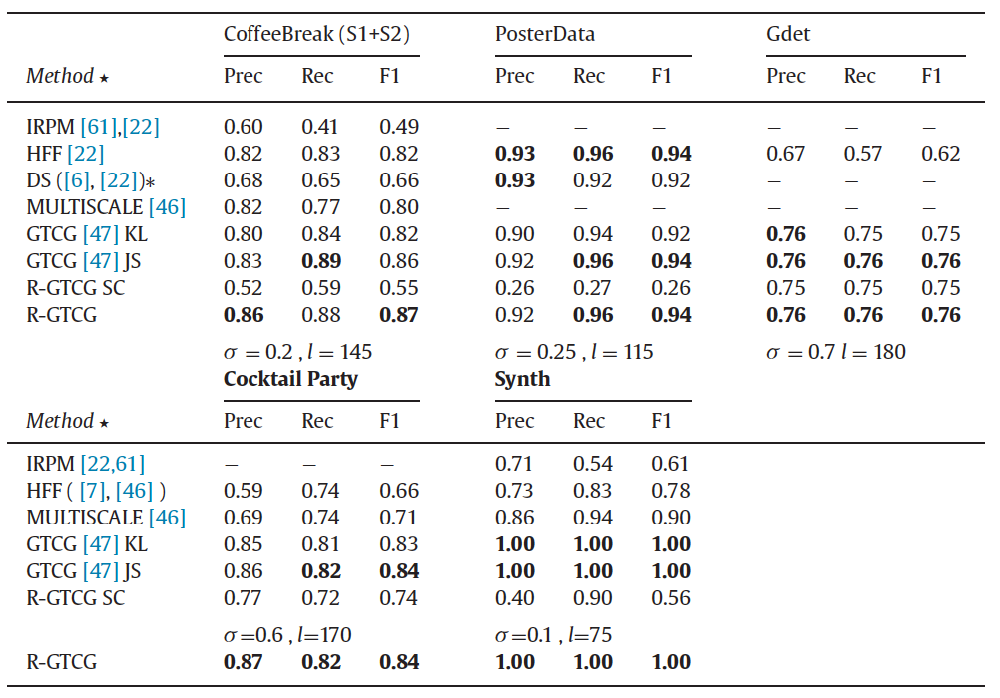 CoffeeBreak (S1+S2) PosterData Gdet
Method ⋆ Prec Rec F1 Prec Rec F1 Prec Rec F1
IRPM [61],[22] 0.60 0.41 0.49 – – – – – –
HFF [22] 0.82 0.83 0.82 0.93 0.96 0.94 0.67 0.57 0.62
DS ([6], [22])* 0.68 0.65 0.66 0.93 0.92 0.92 – – –
MULTISCALE [46] 0.82 0.77 0.80 – – – – – –
GTCG [47] KL 0.80 0.84 0.82 0.90 0.94 0.92 0.76 0.75 0.75
GTCG [47] JS 0.83 0.89 0.86 0.92 0.96 0.94 0.76 0.76 0.76
R-GTCG SC 0.52 0.59 0.55 0.26 0.27 0.26 0.75 0.75 0.75
R-GTCG 0.86 0.88 0.87 0.92 0.96 0.94 0.76 0.76 0.76
σ = 0.2 , l = 145 σ = 0.25 , l = 115 σ = 0.7 l = 180
Cocktail Party Synth
Method ⋆ Prec Rec F1 Prec Rec F1
IRPM [22,61] – – – 0.71 0.54 0.61
HFF ( [7], [46] ) 0.59 0.74 0.66 0.73 0.83 0.78
MULTISCALE [46] 0.69 0.74 0.71 0.86 0.94 0.90
GTCG [47] KL 0.85 0.81 0.83 1.00 1.00 1.00
GTCG [47] JS 0.86 0.82 0.84 1.00 1.00 1.00
R-GTCG SC 0.77 0.72 0.74 0.40 0.90 0.56
σ =0.6 , l=170 σ =0.1 , l=75
R-GTCG 0.87 0.82 0.84 1.00 1.00 1.00